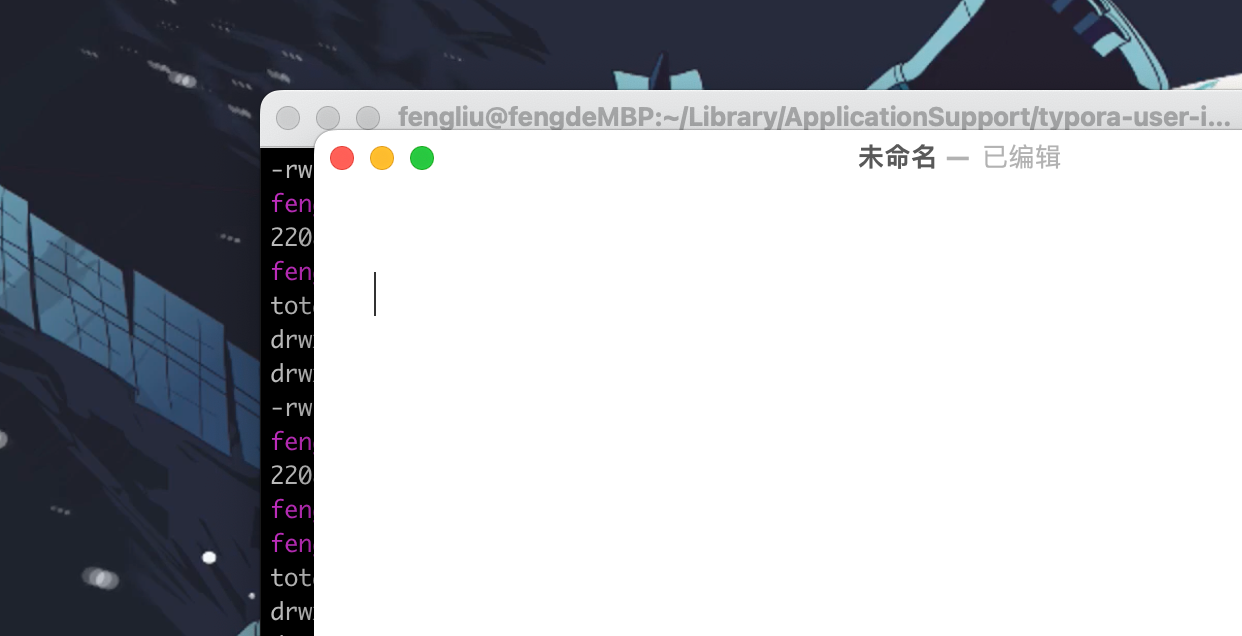 fengliu@fengdeMBP:~/Library/ApplicationSupport/typora-user-i...
未命名 — 已编辑
-rw
fen
220
fen
tot
drw
drw
-rw
fen
220
fen
fen
tot
drw